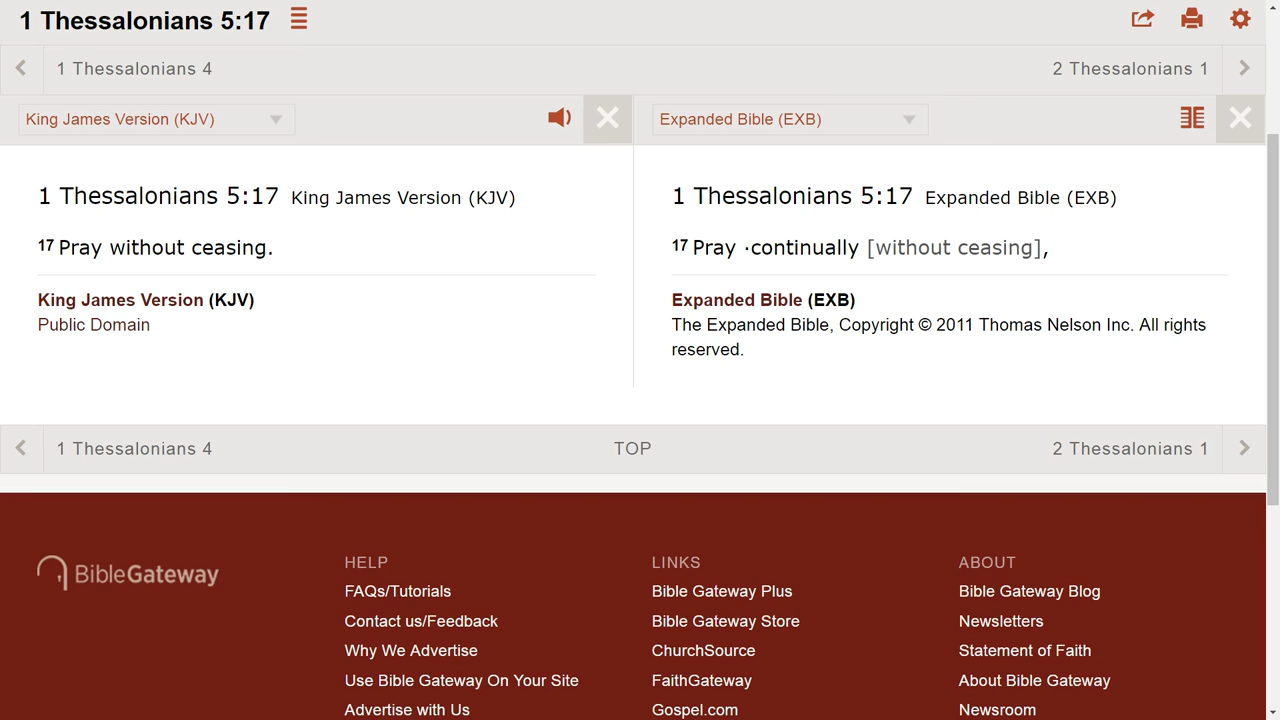 1 Thessalonians 5:17
1 Thessalonians 4
2 Thessalonians 1
King James Version (KJV)
Expanded Bible (EXB)
1 Thessalonians 5:17 King James Version (KJV)
17 Pray without ceasing.
King James Version (KJV)
Public Domain
1 Thessalonians 5:17 Expanded Bible (EXB)
17 Pray ·continually [without ceasing],
Expanded Bible (EXB)
The Expanded Bible, Copyright © 2011 Thomas Nelson Inc. All rights
reserved.
1 Thessalonians 4
TOP
2 Thessalonians 1
BibleGateway
HELP
FAQs/Tutorials
Contact us/Feedback
Why We Advertise
Use Bible Gateway On Your Site
Advertise with Us
LINKS
Bible Gateway Plus
Bible Gateway Store
ChurchSource
FaithGateway
Gospel.com
ABOUT
Bible Gateway Blog
Newsletters
Statement of Faith
About Bible Gateway
Newsroom